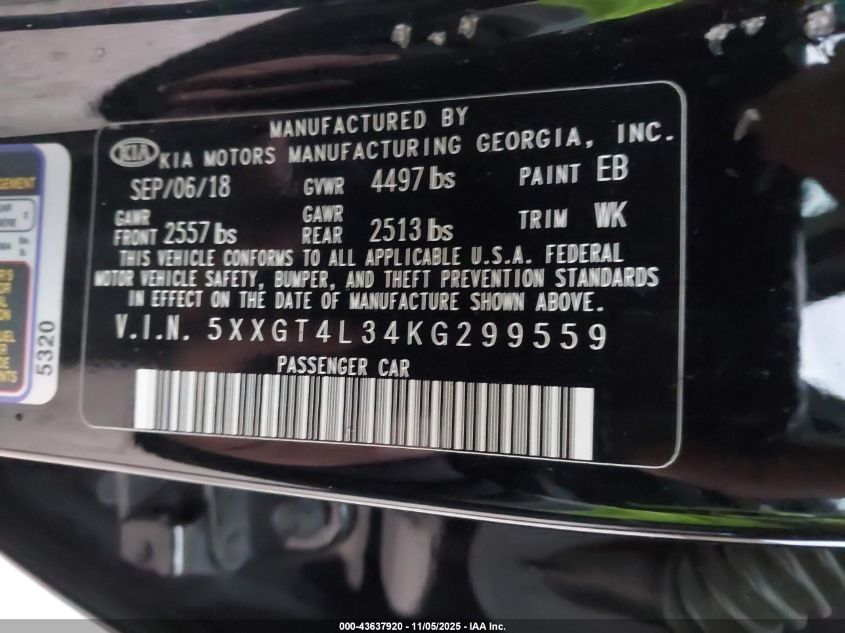 MANUFACTURED BY
KIA KIA MOTORS MANUFACTURING GEORGIA, INC.
SEP/06/18 GVWR 4497 lbs PAINT EB
GAWR FRONT 2557 lbs GAWR REAR 2513 lbs TRIM WK
THIS VEHICLE CONFORMS TO ALL APPLICABLE U.S.A. FEDERAL
MOTOR VEHICLE SAFETY, BUMPER, AND THEFT PREVENTION STANDARDS
IN EFFECT ON THE DATE OF MANUFACTURE SHOWN ABOVE.
V.I.N. 5XXGT4L34KG299559
PASSENGER CAR
5320
000-43637920 - 11/05/2025 - IAA Inc.